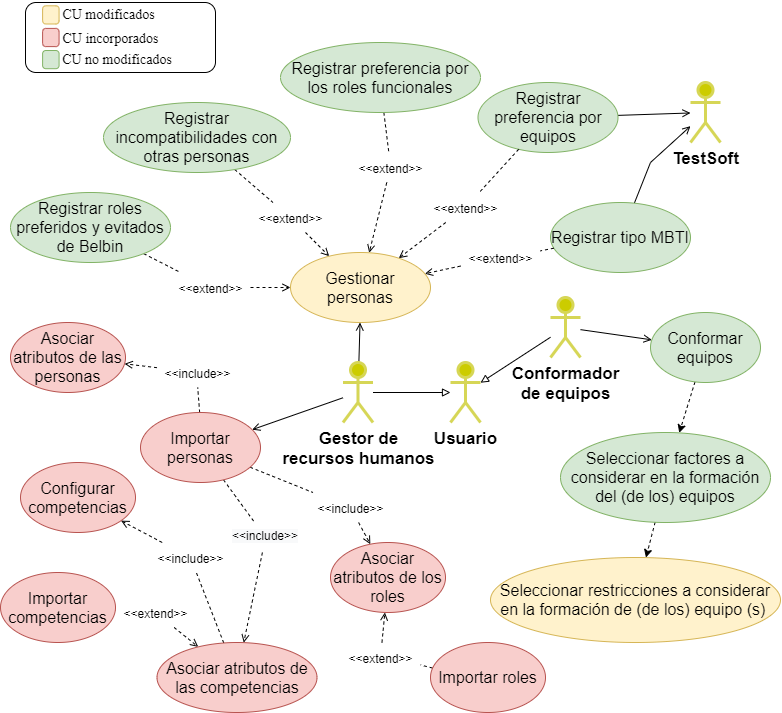 CU modificados
CU incorporados
CU no modificados
Registrar preferencia por
los roles funcionales
Registrar
preferencia por
equipos
TestSoft
Registrar
incompatibilidades con
otras personas
<<extend>>
<<extend>>
<<extend>>
Registrar roles
preferidos y evitados
de Belbin
Registrar tipo MBTI
<<extend>>
<<extend>>
Gestionar
personas
Asociar
atributos de las
personas
<<include>>
Conformar
equipos
Conformador
de equipos
Gestor de
recursos humanos
Usuario
Importar
personas
Seleccionar factores a
considerar en la formación
del (de los) equipos
Configurar
competencias
<<include>>
<<include>>
<<include>>
Asociar
atributos de los
roles
Seleccionar restricciones a considerar
en la formación de (de los) equipo (s)
Importar
competencias
<<extend>>
Asociar atributos de
las competencias
<<extend>>
Importar roles